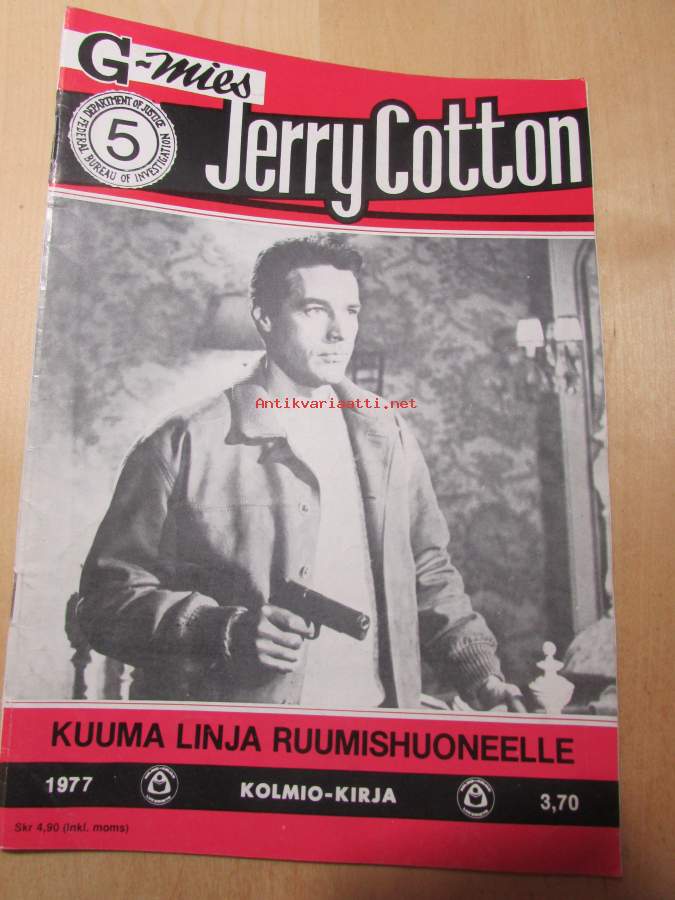 G-mies
DEPARTMENT OF JUSTICE
5
FEDERAL BUREAU OF INVESTIGATION
Jerry Cotton
Antikvariaatti.net
KUUMA LINJA RUUMISHUONEELLE
1977
KOLMIO-KIRJA
3,70
Skr 4,90 (Inkl. moms)